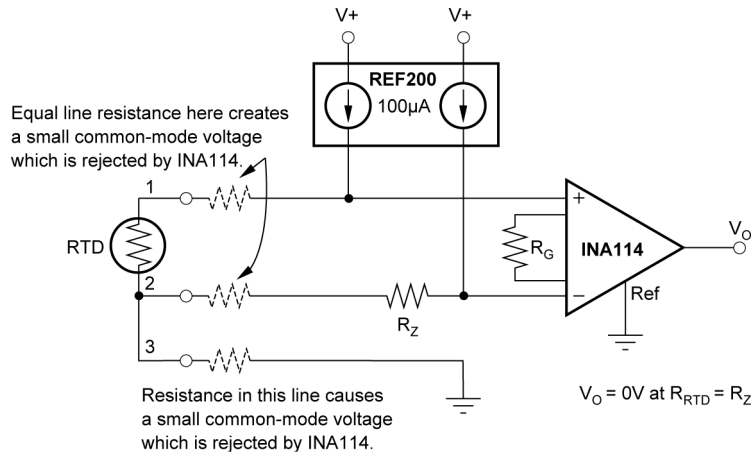 V+
V+
REF200
100µA
Equal line resistance here creates
a small common-mode voltage
which is rejected by INA114.
1
RTD
2
3
R_Z
R_G
+
−
INA114
V_O
Ref
Resistance in this line causes
a small common-mode voltage
which is rejected by INA114.
V_O = 0V at R_RTD = R_Z